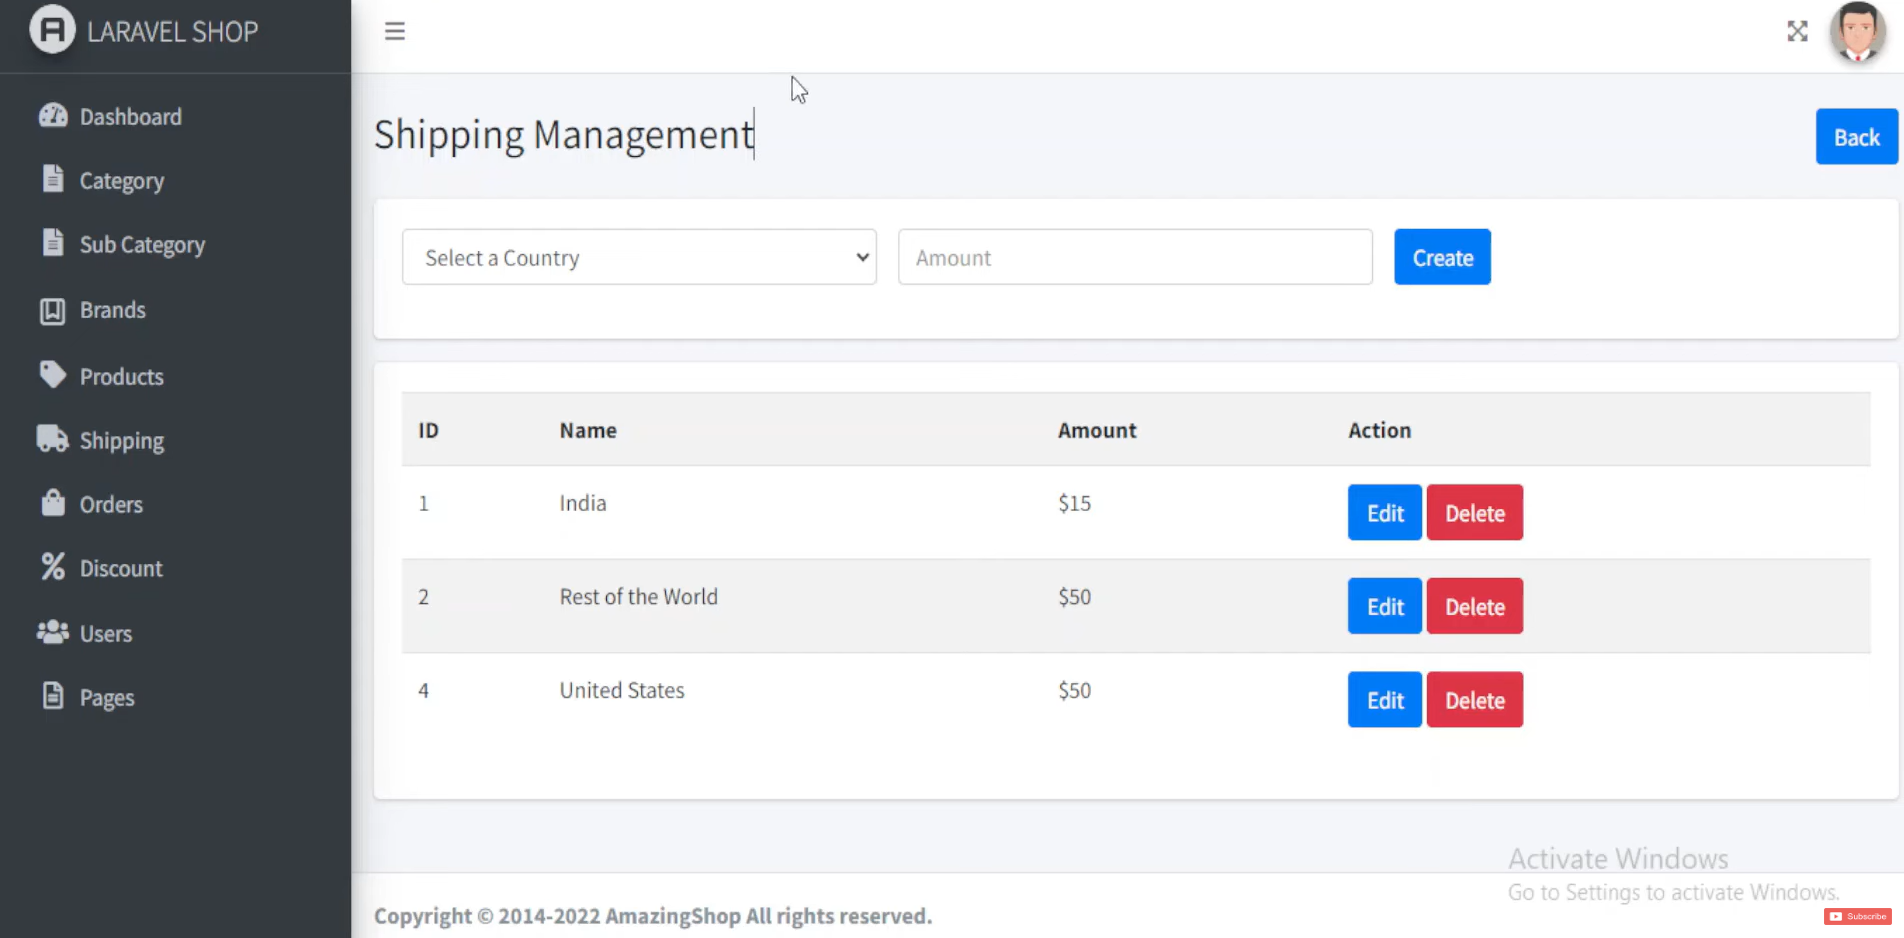 LARAVEL SHOP
Dashboard
Category
Sub Category
Brands
Products
Shipping
Orders
Discount
Users
Pages
Shipping Management
Back
Select a Country
Amount
Create
ID Name Amount Action
1 India $15 Edit Delete
2 Rest of the World $50 Edit Delete
4 United States $50 Edit Delete
Activate Windows
Go to Settings to activate Windows.
Copyright © 2014-2022 AmazingShop All rights reserved.
Subscribe